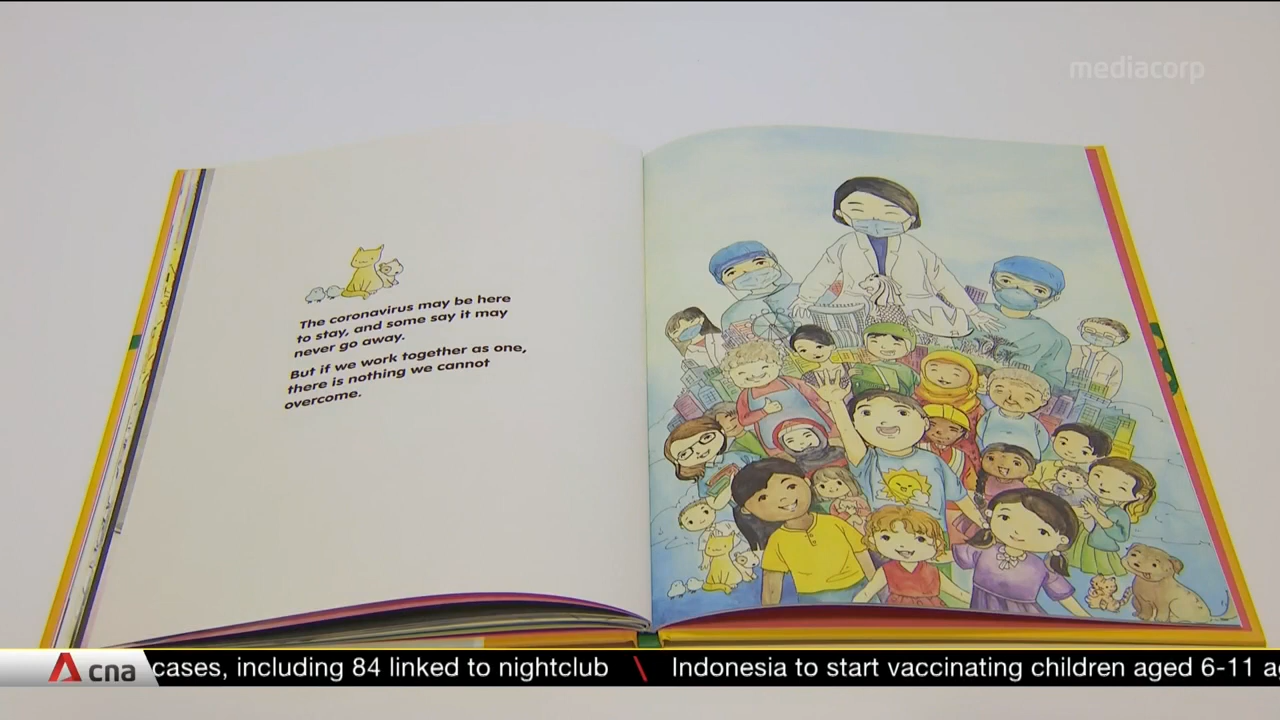 mediacorp
The coronavirus may be here
to stay, and some say it may
never go away.
But if we work together as one,
there is nothing we cannot
overcome.
cna
cases, including 84 linked to nightclub \ Indonesia to start vaccinating children aged 6-11